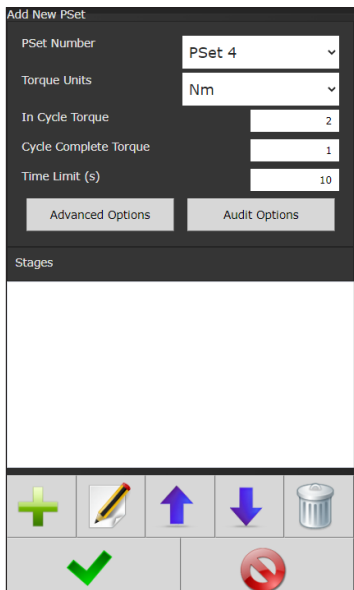 Add New PSet
PSet Number
PSet 4
Torque Units
Nm
In Cycle Torque
2
Cycle Complete Torque
1
Time Limit (s)
10
Advanced Options
Audit Options
Stages